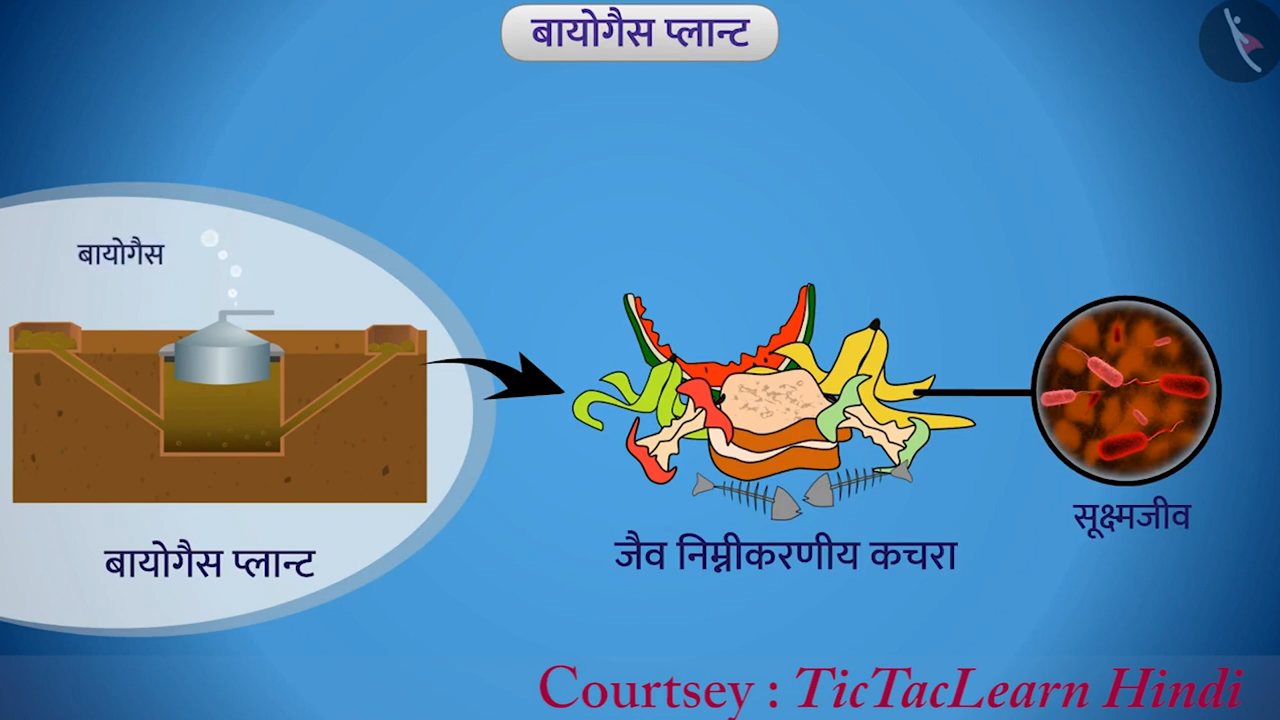 बायोगैस प्लान्ट
बायोगैस
बायोगैस प्लान्ट
जैव निम्नीकरणीय कचरा
सूक्ष्मजीव
Courtsey : TicTacLearn Hindi